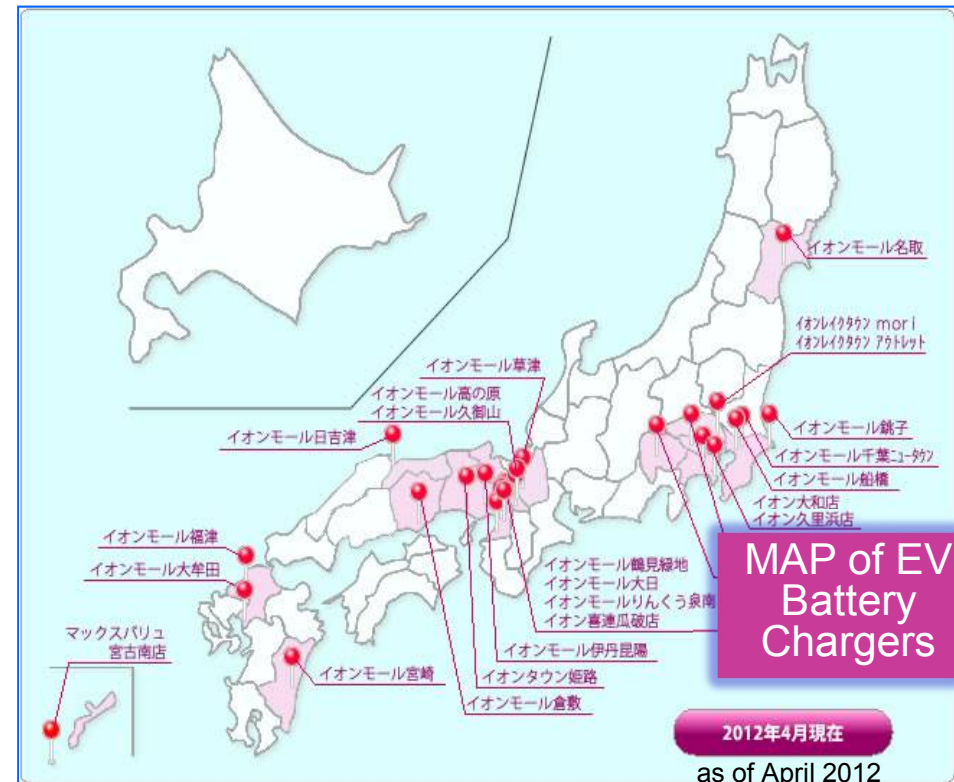 イオンモール名取
ｲｵﾝﾚｲｸﾀｳﾝ mori
ｲｵﾝﾚｲｸﾀｳﾝ ｱｳﾄﾚｯﾄ
イオンモール草津
イオンモール高の原
イオンモール久御山
イオンモール日吉津
イオンモール銚子
イオンモール千葉ﾆｭｰﾀｳﾝ
イオンモール船橋
イオン大和店
イオン久里浜店
イオンモール福津
イオンモール大牟田
イオンモール鶴見緑地
イオンモール大日
イオンモールりんくう泉南
イオン喜連瓜破店
MAP of EV
Battery
Chargers
マックスバリュ
宮古南店
イオンモール伊丹昆陽
イオンモール宮崎
イオンタウン姫路
イオンモール倉敷
2012年4月現在
as of April 2012